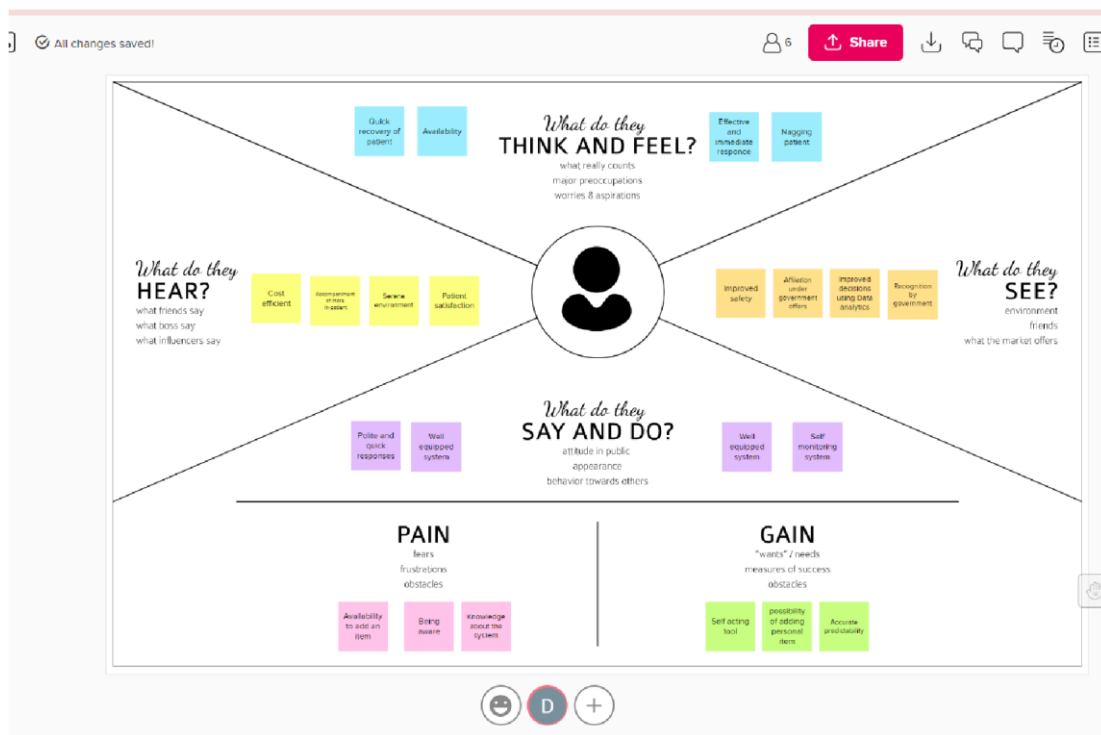 All changes saved!
6
Share
Quick
recovery of
patient
Availability
What do they
THINK AND FEEL?
what really counts
major preoccupations
worries & aspirations
Effective
and
immediate
responce
Nagging
patient
What do they
HEAR?
what friends say
what boss say
what influencers say
Cost
efficient
in-patient
Serene
environment
Patient
satisfaction
Improved
safety
Affiliation
under
government
offers
Improved
decisions
using Data
analytics
Recognition
by
government
What do they
SEE?
environment
friends
what the market offers
What do they
SAY AND DO?
attitude in public
appearance
behavior towards others
Polite and
quick
responses
Well
equipped
system
Well
equipped
system
Self
monitoring
system
PAIN
fears
frustrations
obstacles
Availability
to add an
item
Being
aware
Knowledge
about the
system
GAIN
"wants" / needs
measures of success
obstacles
Self acting
tool
possibility
of adding
personal
item
Accurate
predictability
D